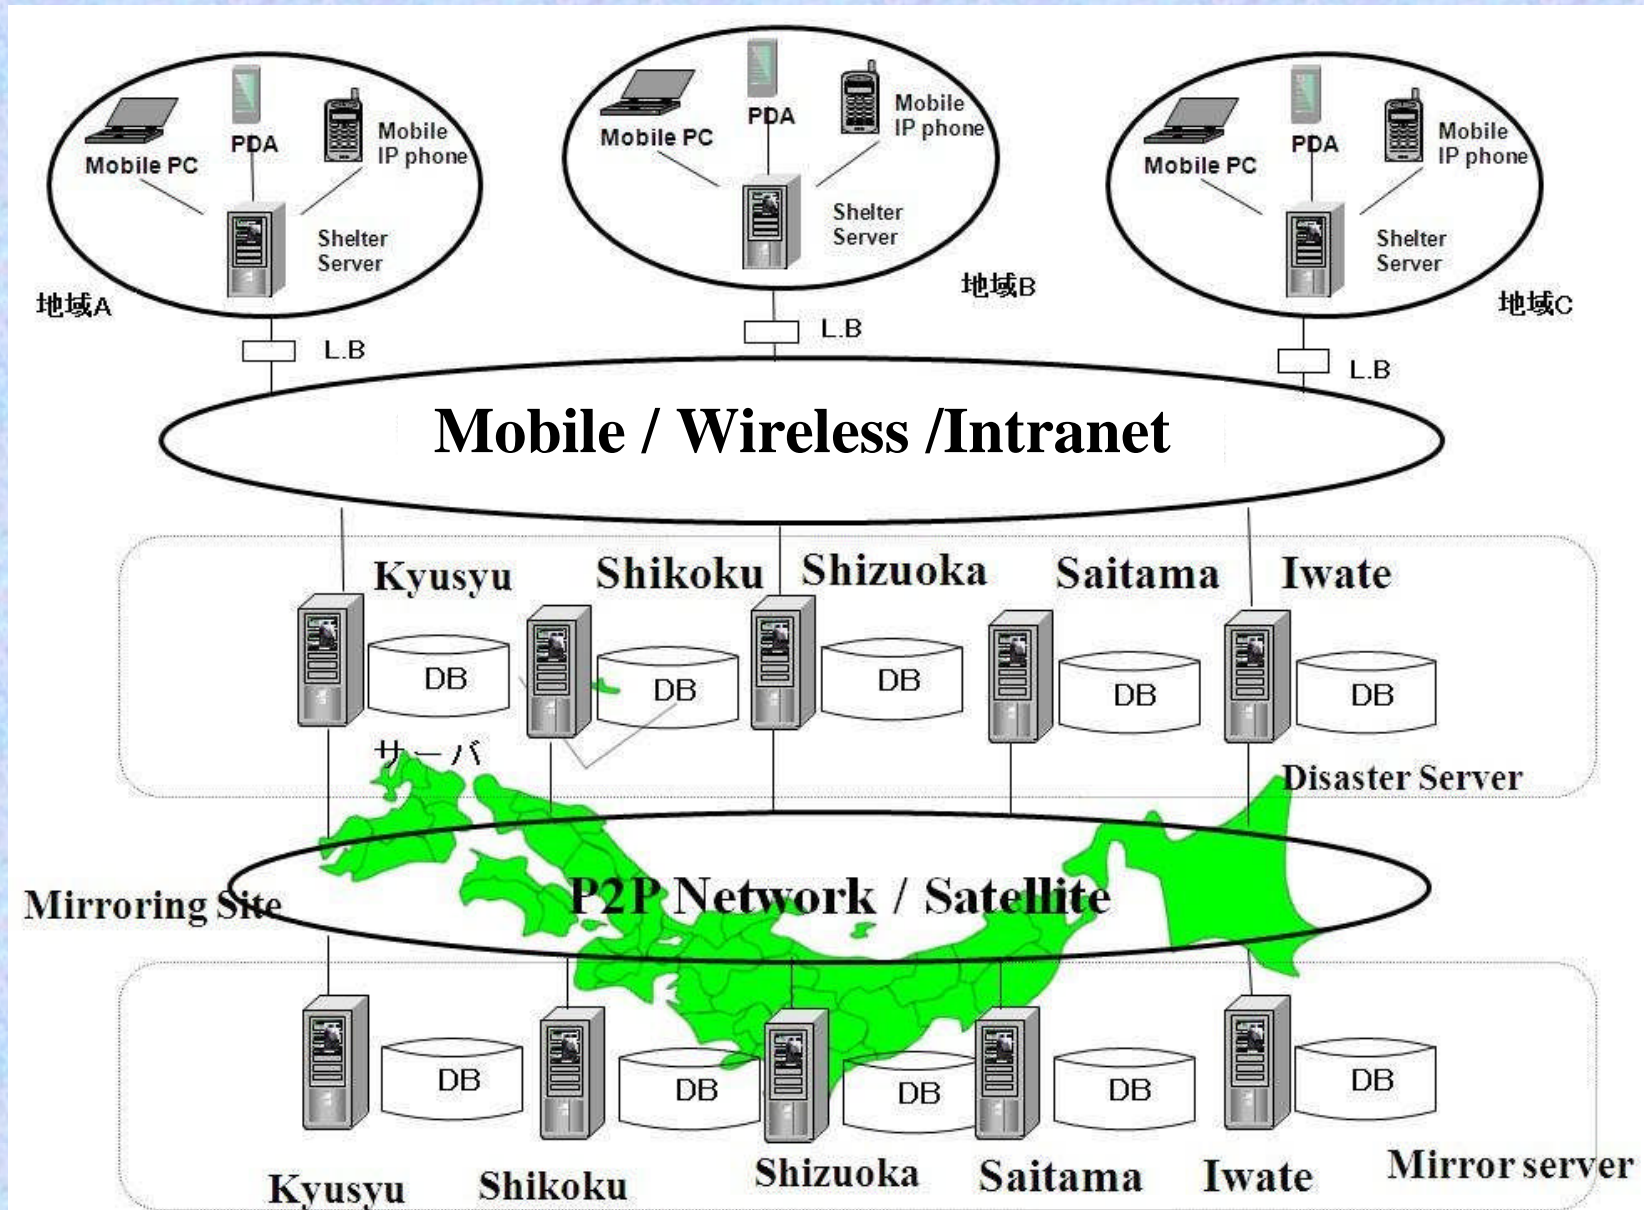 PDA
Mobile PC
Mobile
IP phone
Shelter
Server
地域A
L.B
PDA
Mobile PC
Mobile
IP phone
Shelter
Server
地域B
L.B
PDA
Mobile PC
Mobile
IP phone
Shelter
Server
地域C
L.B
Mobile / Wireless /Intranet
Kyusyu
Shikoku
Shizuoka
Saitama
Iwate
DB
DB
DB
DB
DB
サーバ
Disaster Server
Mirroring Site
P2P Network / Satellite
DB
DB
DB
DB
DB
Kyusyu
Shikoku
Shizuoka
Saitama
Iwate
Mirror server